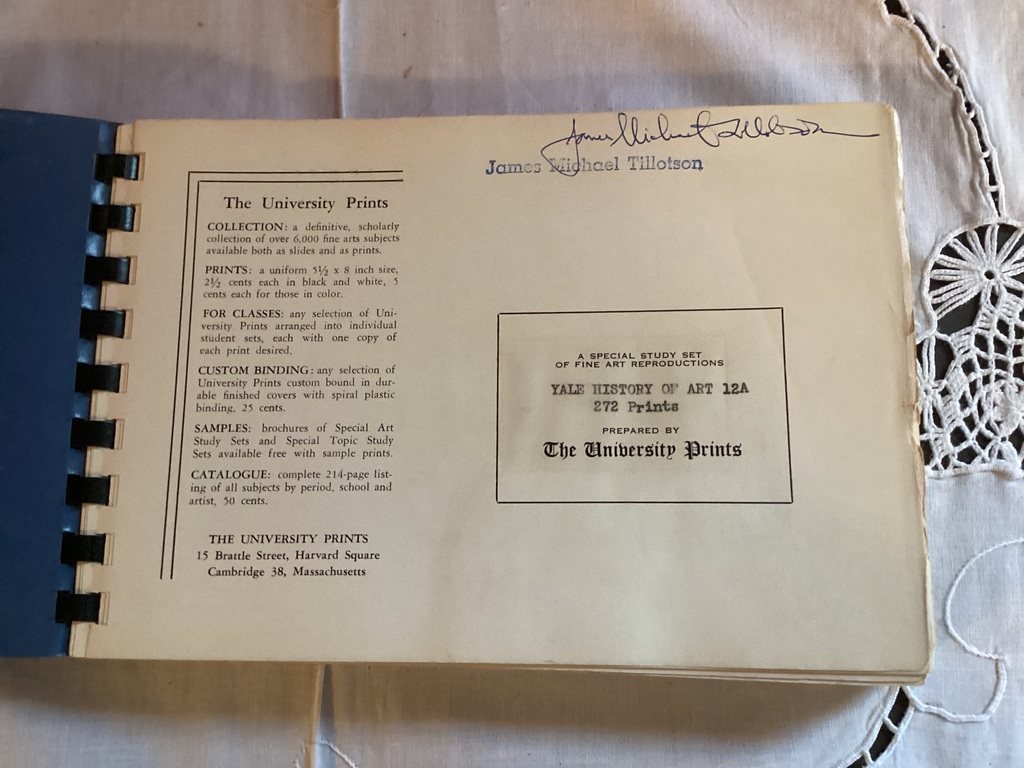 James Michael Tillotson
James Michael Tillotson
The University Prints
COLLECTION: a definitive, scholarly
collection of over 6,000 fine arts subjects
available both as slides and as prints.
PRINTS: a uniform 5½ x 8 inch size,
2½ cents each in black and white, 5
cents each for those in color.
FOR CLASSES: any selection of Uni-
versity Prints arranged into individual
student sets, each with one copy of
each print desired.
CUSTOM BINDING: any selection of
University Prints custom bound in dur-
able finished covers with spiral plastic
binding, 25 cents.
SAMPLES: brochures of Special Art
Study Sets and Special Topic Study
Sets available free with sample prints.
CATALOGUE: complete 214-page list-
ing of all subjects by period, school and
artist, 50 cents.
THE UNIVERSITY PRINTS
15 Brattle Street, Harvard Square
Cambridge 38, Massachusetts
A SPECIAL STUDY SET
OF FINE ART REPRODUCTIONS
YALE HISTORY OF ART 12A
272 Prints
PREPARED BY
The University Prints